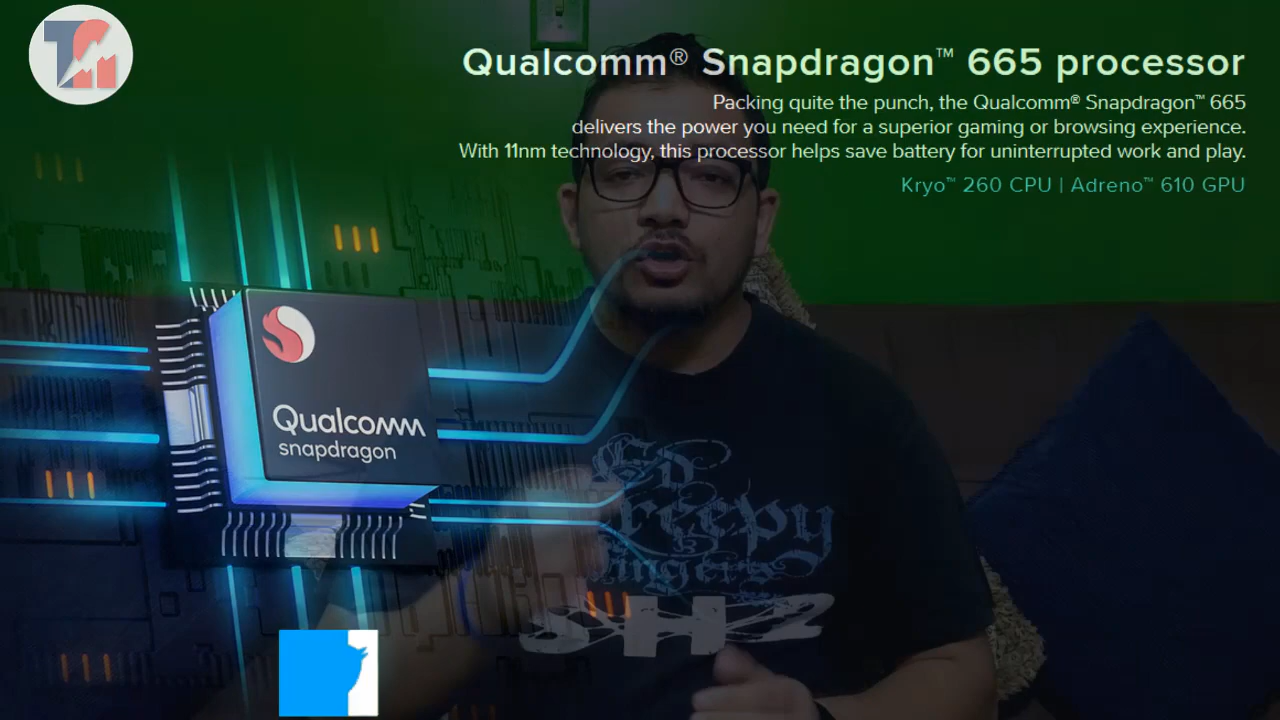 Qualcomm® Snapdragon™ 665 processor
Packing quite the punch, the Qualcomm® Snapdragon™ 665
delivers the power you need for a superior gaming or browsing experience.
With 11nm technology, this processor helps save battery for uninterrupted work and play.
Kryo™ 260 CPU | Adreno™ 610 GPU
Qualcomm
snapdragon
Creepy
fingers